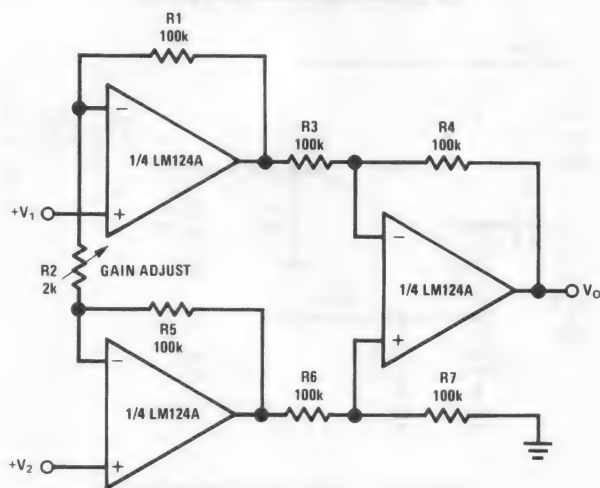 R1
100k
−
1/4 LM124A
+
+V1
R3
100k
R4
100k
R2
2k
GAIN ADJUST
−
1/4 LM124A
+
VO
R5
100k
−
1/4 LM124A
+
+V2
R6
100k
R7
100k